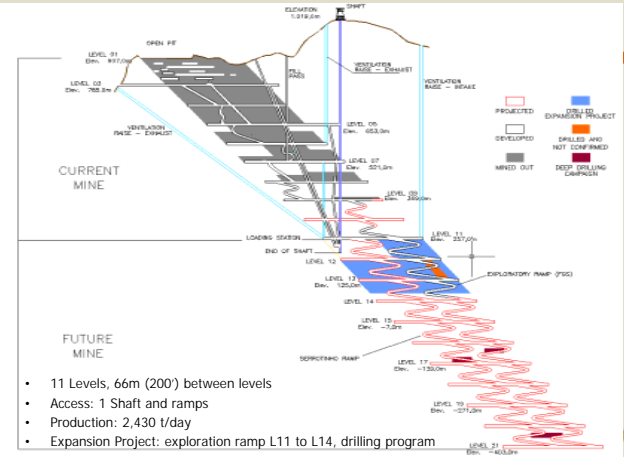 ELEVATION
1.019,0m
SHAFT
OPEN PIT
LEVEL 01
LEVEL 03
FILL
PASS
VENTILATION
RAISE - EXHAUST
VENTILATION
RAISE - INTAKE
VENTILATION
RAISE - EXHAUST
LEVEL 05
Elev. 653,0m
LEVEL 07
Elev. 521,0m
LEVEL 09
CURRENT
MINE
PROJECTED
DRILLED
EXPANSION PROJECT
DEVELOPED
DRILLED AND
NOT CONFIRMED
MINED OUT
DEEP DRILLING
CAMPAIGN
LOADING STATION
LEVEL 11
Elev. 257,0m
END OF SHAFT
LEVEL 12
LEVEL 13
Elev. 125,0m
EXPLORATORY RAMP
LEVEL 14
LEVEL 15
Elev. -7,0m
SERROTINHO RAMP
LEVEL 17
Elev. -139,0m
FUTURE
MINE
LEVEL 19
Elev. -271,0m
LEVEL 21
Elev. -403,0m
• 11 Levels, 66m (200') between levels
• Access: 1 Shaft and ramps
• Production: 2,430 t/day
• Expansion Project: exploration ramp L11 to L14, drilling program